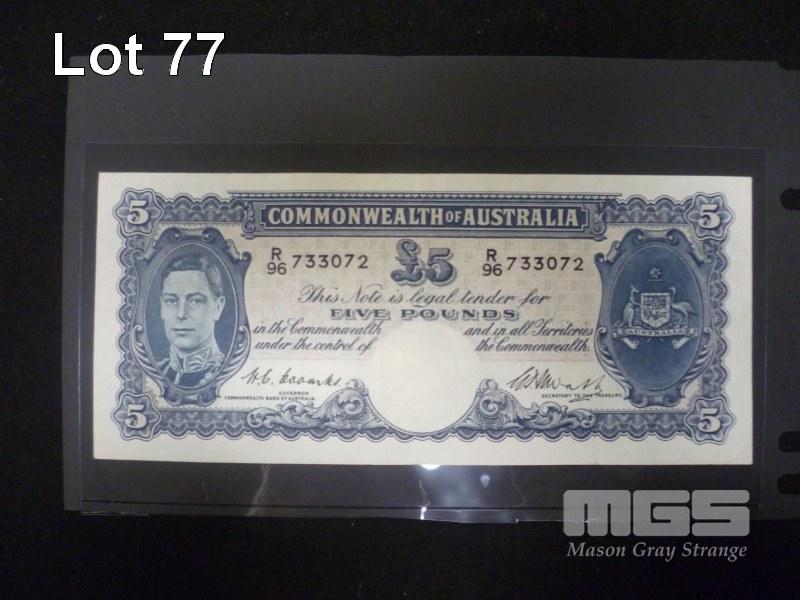 Lot 77
5 5
COMMONWEALTH OF AUSTRALIA
R/96 733072 £5 R/96 733072
This Note is legal tender for
FIVE POUNDS
in the Commonwealth and in all Territories
under the control of the Commonwealth.
AUSTRALIA
GOVERNOR
COMMONWEALTH BANK OF AUSTRALIA
SECRETARY TO THE TREASURY
5 5
MGS
Mason Gray Strange